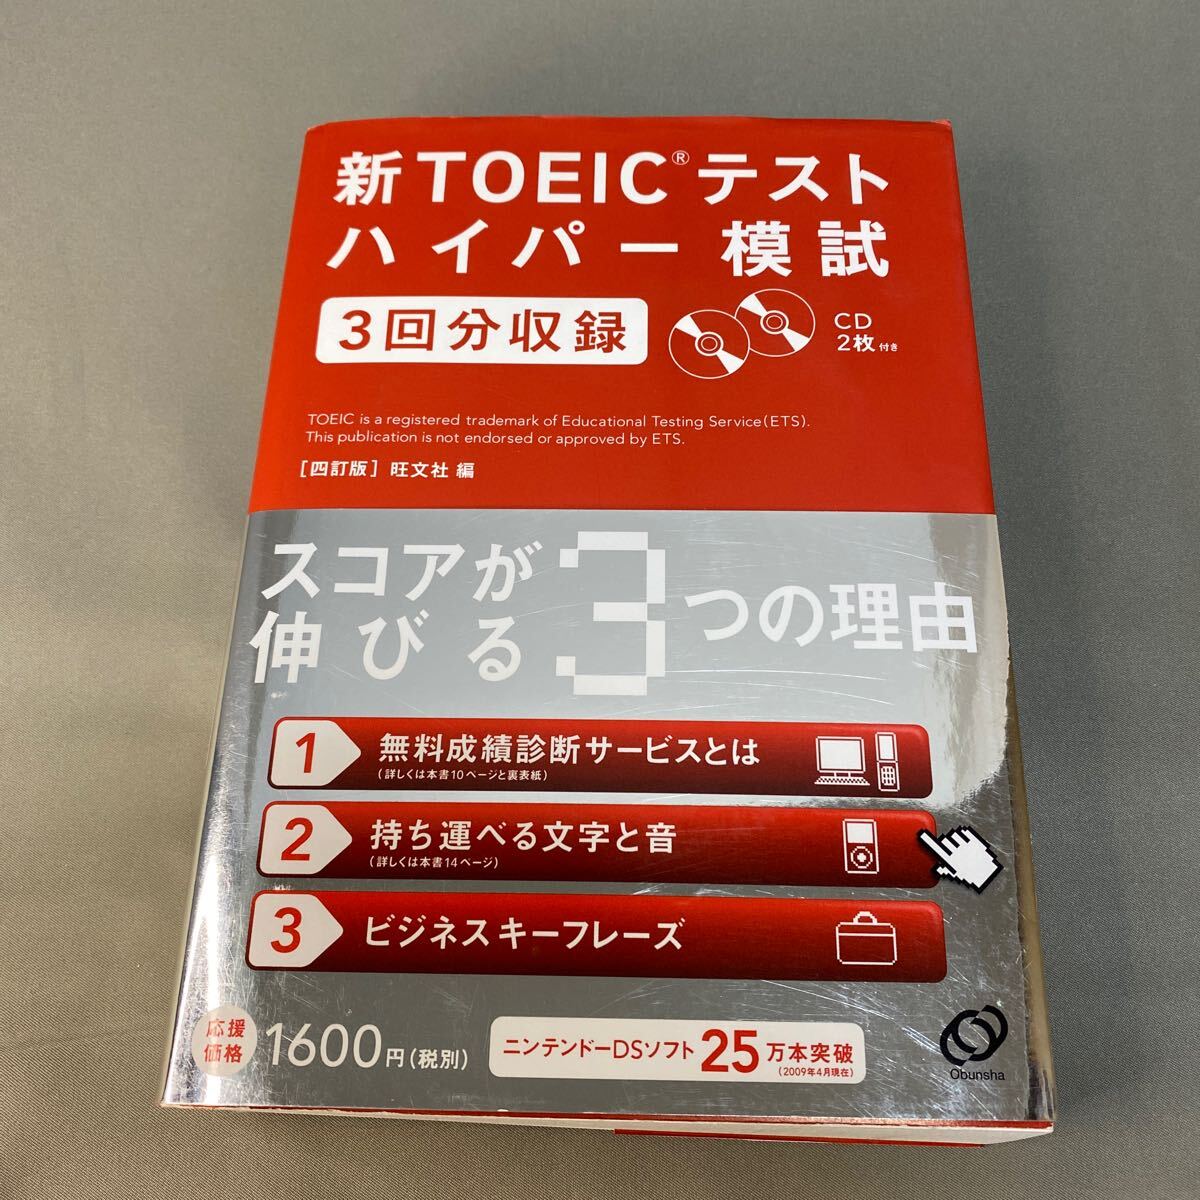 新TOEIC®テスト
ハイパー模試
3回分収録
CD
2枚付き
TOEIC is a registered trademark of Educational Testing Service (ETS).
This publication is not endorsed or approved by ETS.
[四訂版] 旺文社 編
スコアが
伸びる
3つの理由
1 無料成績診断サービスとは
(詳しくは本書10ページと裏表紙)
2 持ち運べる文字と音
(詳しくは本書14ページ)
3 ビジネスキーフレーズ
応援
価格
1600円(税別)
ニンテンドーDSソフト25万本突破
(2009年4月現在)
Obunsha